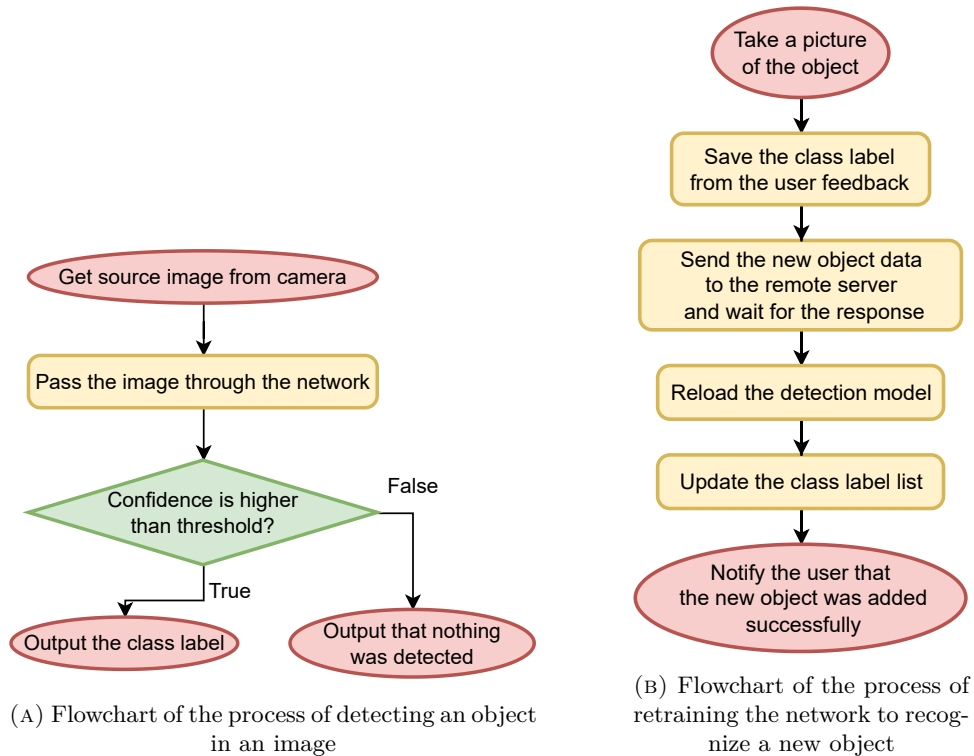 Get source image from camera
Pass the image through the network
Confidence is higher
than threshold?
False
True
Output the class label
Output that nothing
was detected
(A) Flowchart of the process of detecting an object
in an image
Take a picture
of the object
Save the class label
from the user feedback
Send the new object data
to the remote server
and wait for the response
Reload the detection model
Update the class label list
Notify the user that
the new object was added
successfully
(B) Flowchart of the process of
retraining the network to recog-
nize a new object